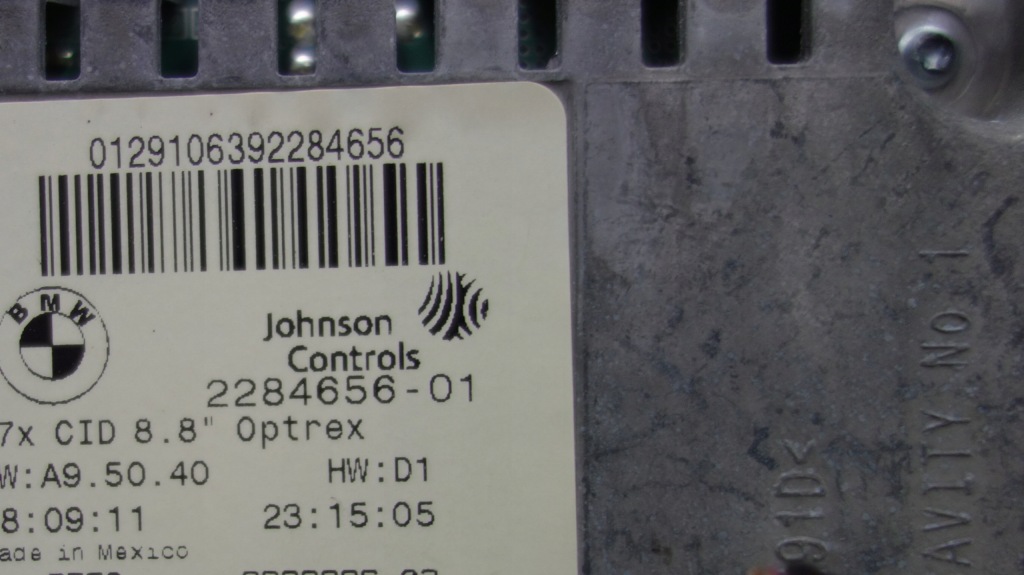 0129106392284656
BMW
Johnson
Controls
2284656-01
7x CID 8.8" Optrex
W:A9.50.40 HW:D1
8:09:11 23:15:05
ade in Mexico
91D<
AVITY No.1